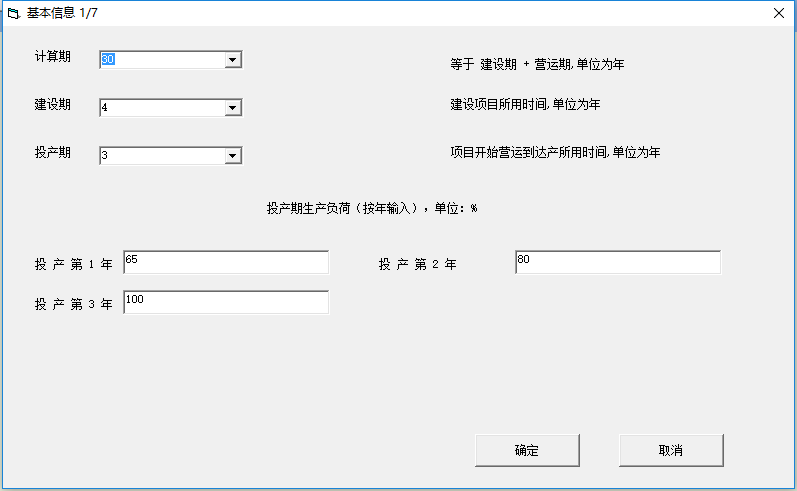 基本信息 1/7
计算期 30 等于 建设期 + 营运期,单位为年
建设期 4 建设项目所用时间,单位为年
投产期 3 项目开始营运到达产所用时间,单位为年
投产期生产负荷（按年输入），单位：%
投 产 第 1 年 65 投 产 第 2 年 80
投 产 第 3 年 100
确定 取消